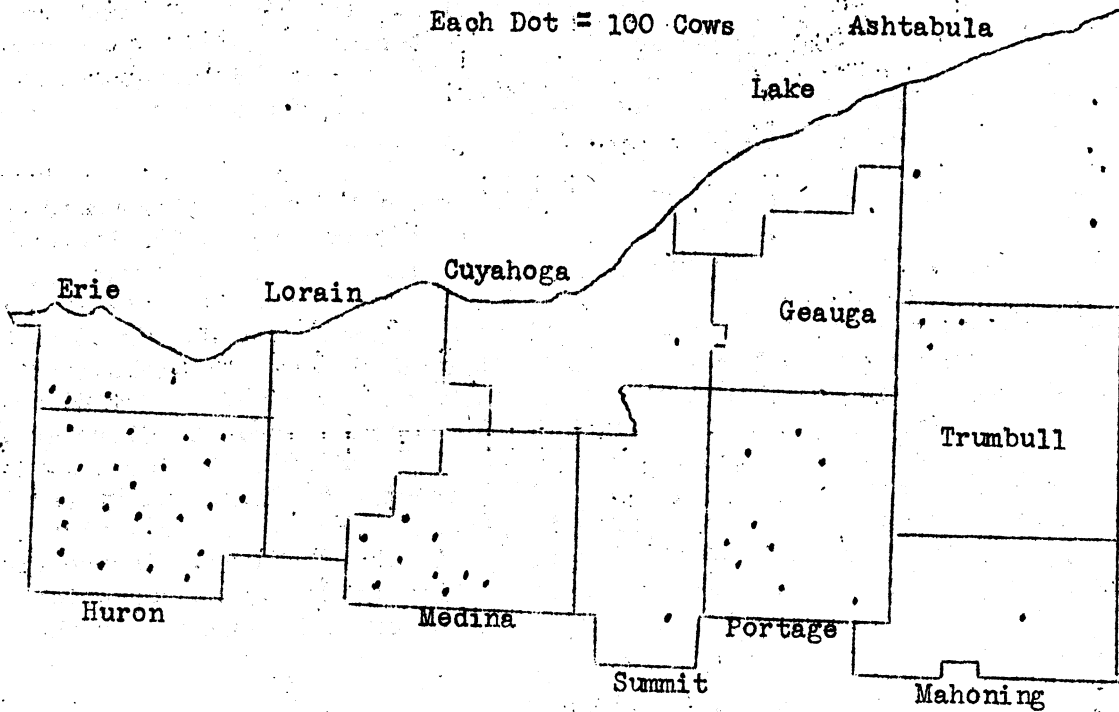 Each Dot = 100 Cows
Ashtabula
Lake
Cuyahoga
Erie
Lorain
Geauga
Trumbull
Huron
Medina
Portage
Summit
Mahoning